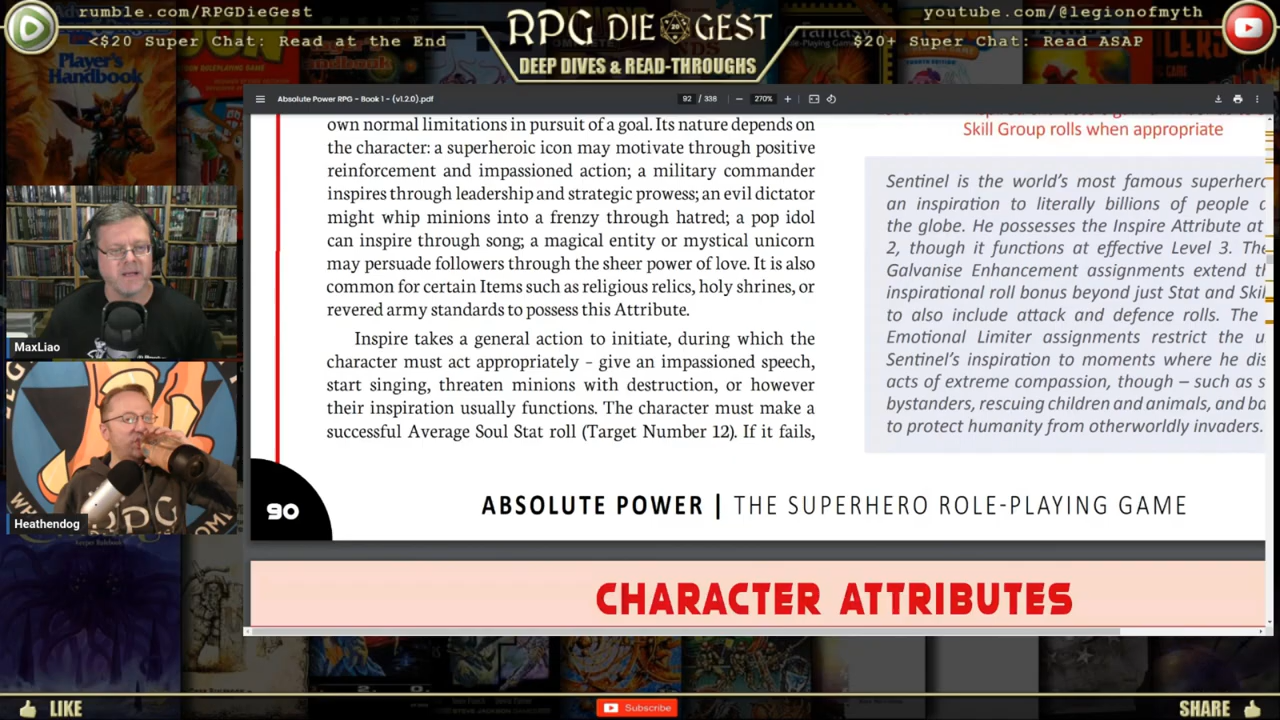 rumble.com/RPGDieGest
<$20 Super Chat: Read at the End
RPG DIE GEST
DEEP DIVES & READ-THROUGHS
youtube.com/@legionofmyth
$20+ Super Chat: Read ASAP
Player's
Handbook
Absolute Power RPG - Book 1 - (v1.2.0).pdf
92 / 338
270%
own normal limitations in pursuit of a goal. Its nature depends on
the character: a superheroic icon may motivate through positive
reinforcement and impassioned action; a military commander
inspires through leadership and strategic prowess; an evil dictator
might whip minions into a frenzy through hatred; a pop idol
can inspire through song; a magical entity or mystical unicorn
may persuade followers through the sheer power of love. It is also
common for certain Items such as religious relics, holy shrines, or
revered army standards to possess this Attribute.
Inspire takes a general action to initiate, during which the
character must act appropriately – give an impassioned speech,
start singing, threaten minions with destruction, or however
their inspiration usually functions. The character must make a
successful Average Soul Stat roll (Target Number 12). If it fails,
Skill Group rolls when appropriate
Sentinel is the world's most famous superhero
an inspiration to literally billions of people
the globe. He possesses the Inspire Attribute at
2, though it functions at effective Level 3. The
Galvanise Enhancement assignments extend
inspirational roll bonus beyond just Stat and Skil
to also include attack and defence rolls. The
Emotional Limiter assignments restrict the
Sentinel's inspiration to moments where he dis
acts of extreme compassion, though – such as s
bystanders, rescuing children and animals, and ba
to protect humanity from otherworldly invaders.
90
ABSOLUTE POWER | THE SUPERHERO ROLE-PLAYING GAME
CHARACTER ATTRIBUTES
MaxLiao
Heathendog
LIKE
Subscribe
SHARE